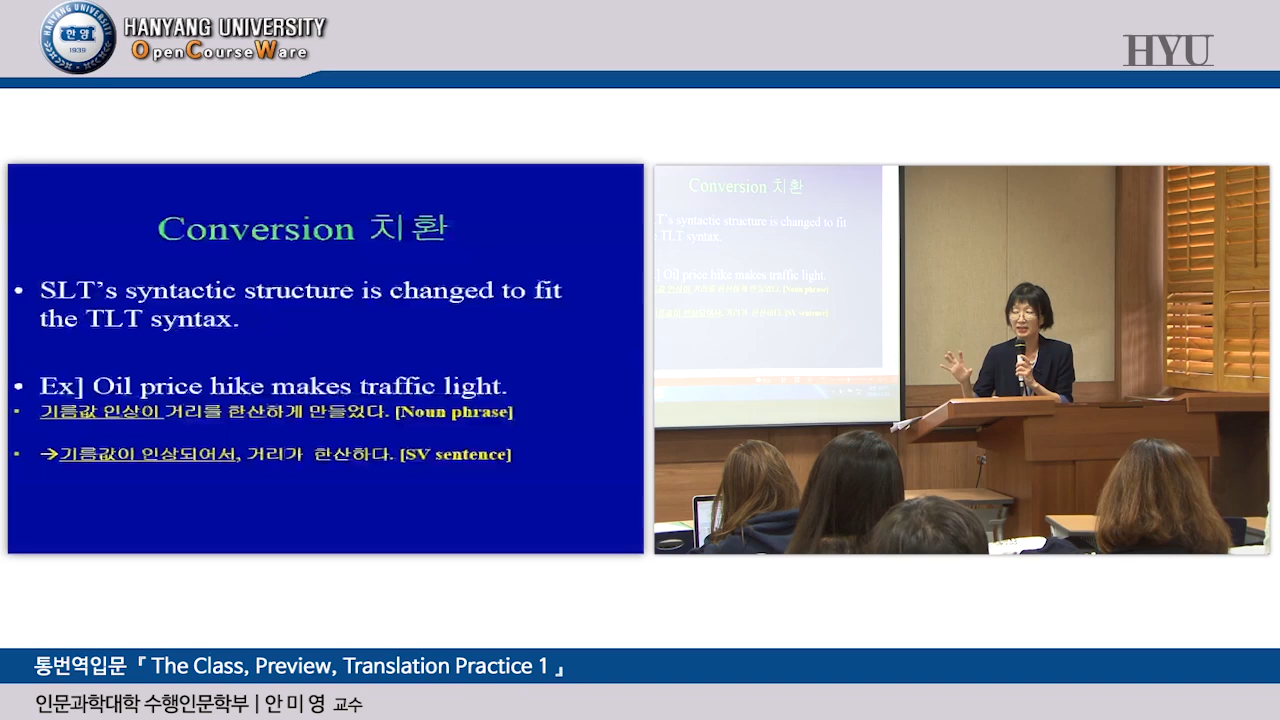 HANYANG UNIVERSITY
OpenCourseWare
HANYANG UNIVERSITY
한양
1939
HYU
Conversion 치환
• SLT's syntactic structure is changed to fit
the TLT syntax.
• Ex] Oil price hike makes traffic light.
▪ 기름값 인상이 거리를 한산하게 만들었다. [Noun phrase]
▪ →기름값이 인상되어서, 거리가 한산하다. [SV sentence]
Conversion 치환
T's syntactic structure is changed to fit
TLT syntax.
] Oil price hike makes traffic light.
통번역입문 『 The Class, Preview, Translation Practice 1 』
인문과학대학 수행인문학부 | 안 미 영 교수